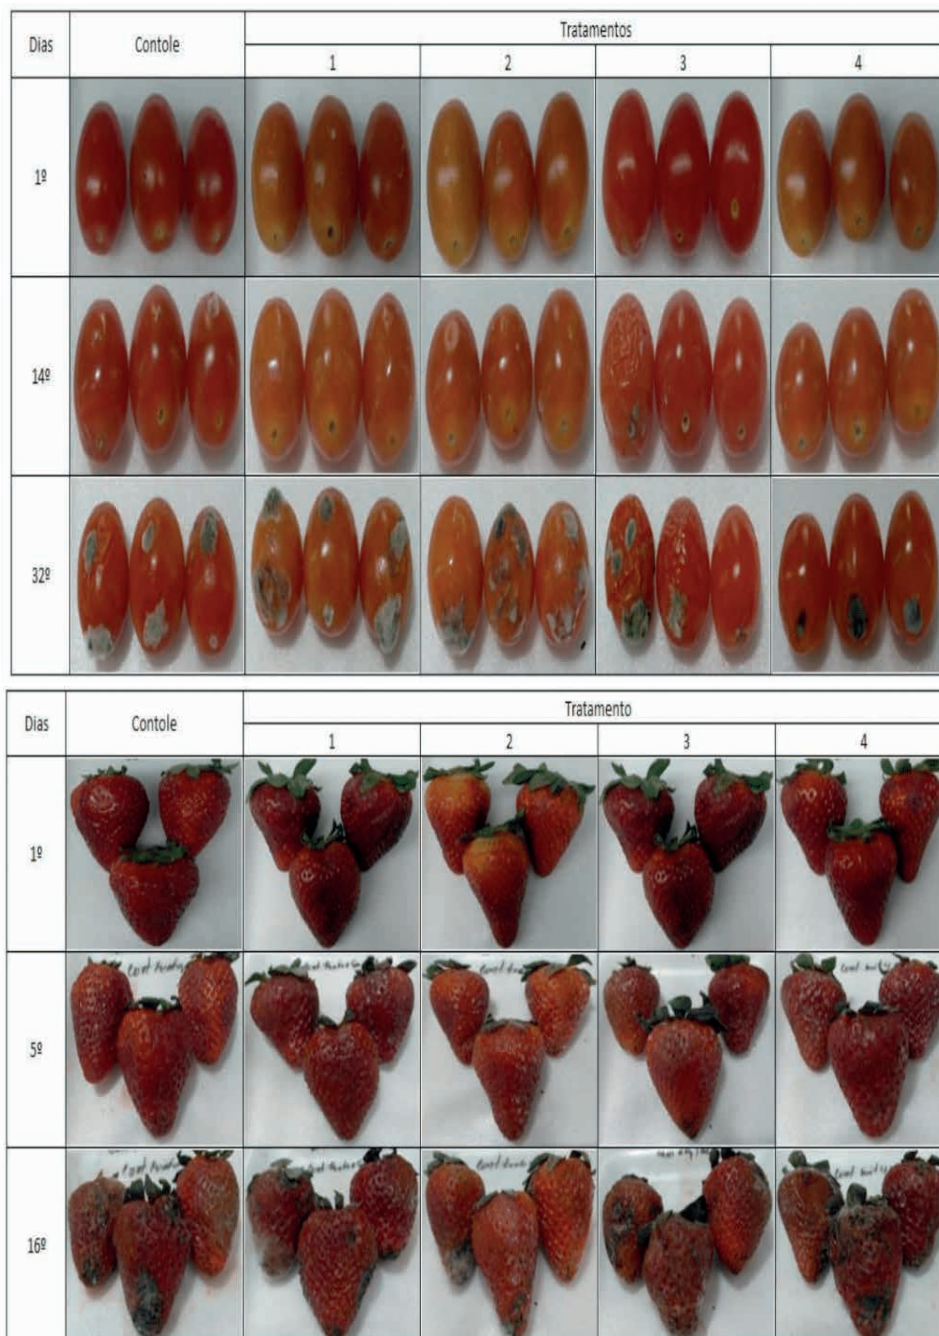 Dias Contole Tratamentos
1 2 3 4
1º
14º
32º
Dias Contole Tratamento
1 2 3 4
1º
5º
16º